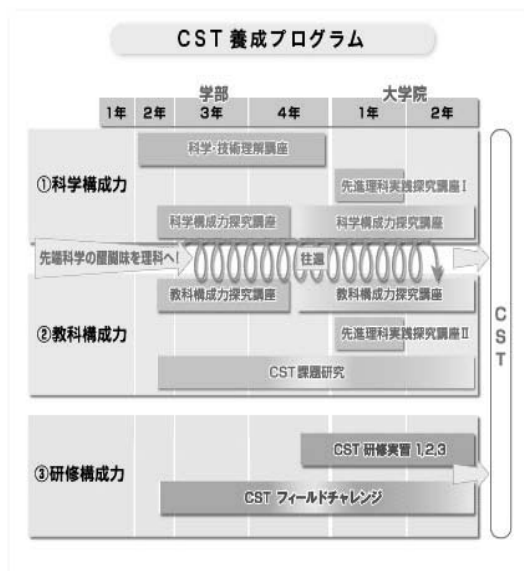 CST 養成プログラム
学部
大学院
1年 2年 3年 4年 1年 2年
科学・技術理解講座
①科学構成力
先進理科実践探究講座Ⅰ
科学構成力探究講座 科学構成力探究講座
先端科学の醍醐味を理科へ! 往還
教科構成力探究講座 教科構成力探究講座
②教科構成力
先進理科実践探究講座Ⅱ
CST 課題研究
CST
CST 研修実習 1,2,3
③研修構成力
CST フィールドチャレンジ